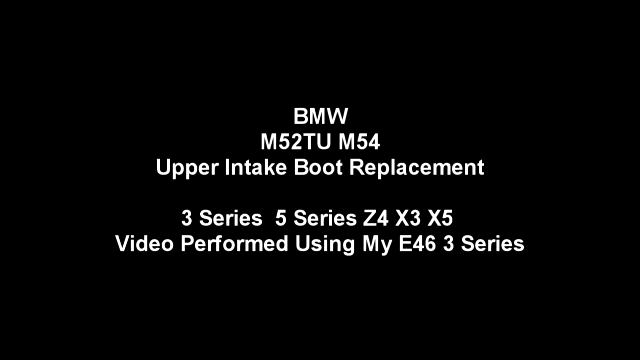 BMW
M52TU M54
Upper Intake Boot Replacement
3 Series  5 Series Z4 X3 X5
Video Performed Using My E46 3 Series